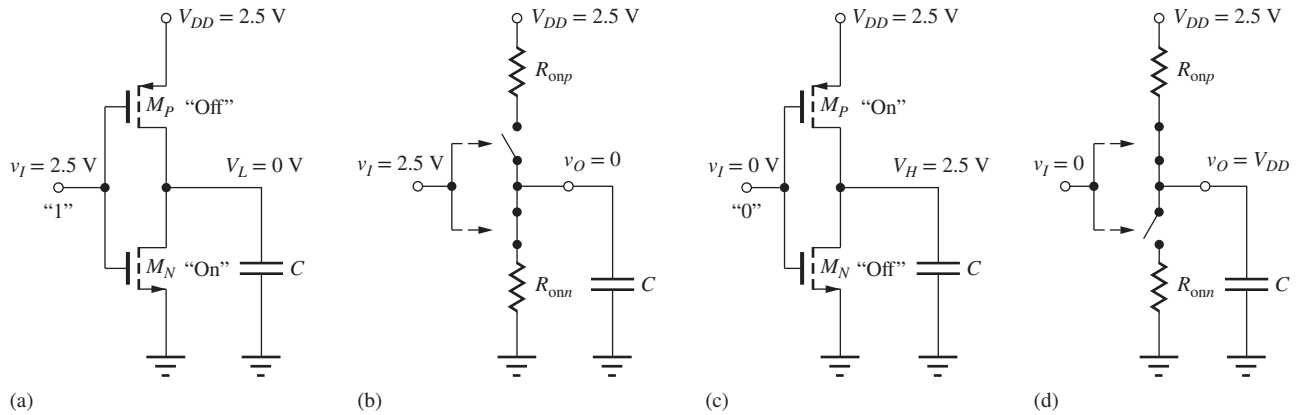 V_DD = 2.5 V
M_P "Off"
v_I = 2.5 V
V_L = 0 V
"1"
M_N "On"
C
(a)
V_DD = 2.5 V
R_onp
v_I = 2.5 V
v_O = 0
R_onn
C
(b)
V_DD = 2.5 V
M_P "On"
v_I = 0 V
V_H = 2.5 V
"0"
M_N "Off"
C
(c)
V_DD = 2.5 V
R_onp
v_I = 0
v_O = V_DD
R_onn
C
(d)